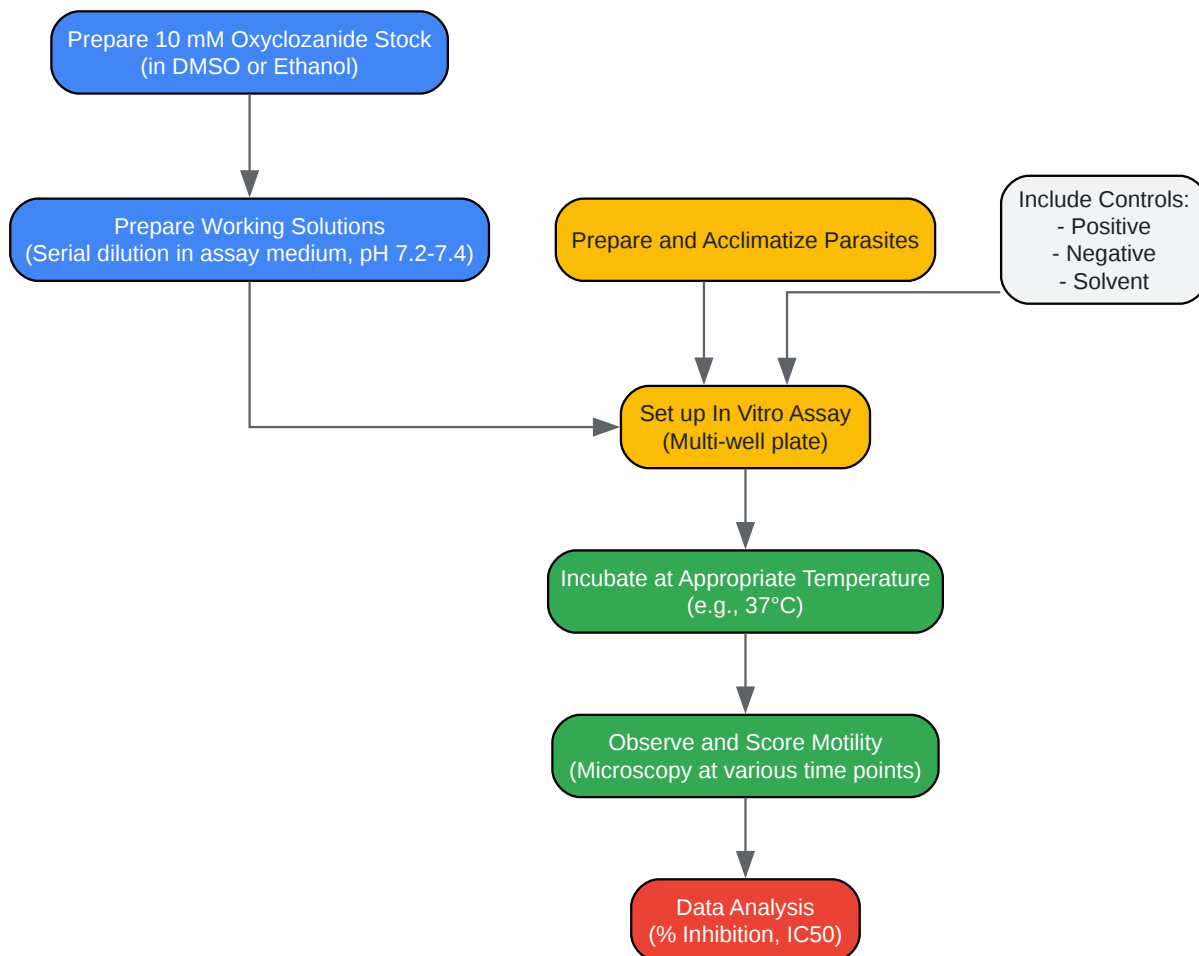 Prepare 10 mM Oxyclozanide Stock
(in DMSO or Ethanol)
Prepare Working Solutions
(Serial dilution in assay medium, pH 7.2-7.4)
Prepare and Acclimatize Parasites
Include Controls:
- Positive
- Negative
- Solvent
Set up In Vitro Assay
(Multi-well plate)
Incubate at Appropriate Temperature
(e.g., 37°C)
Observe and Score Motility
(Microscopy at various time points)
Data Analysis
(% Inhibition, IC50)